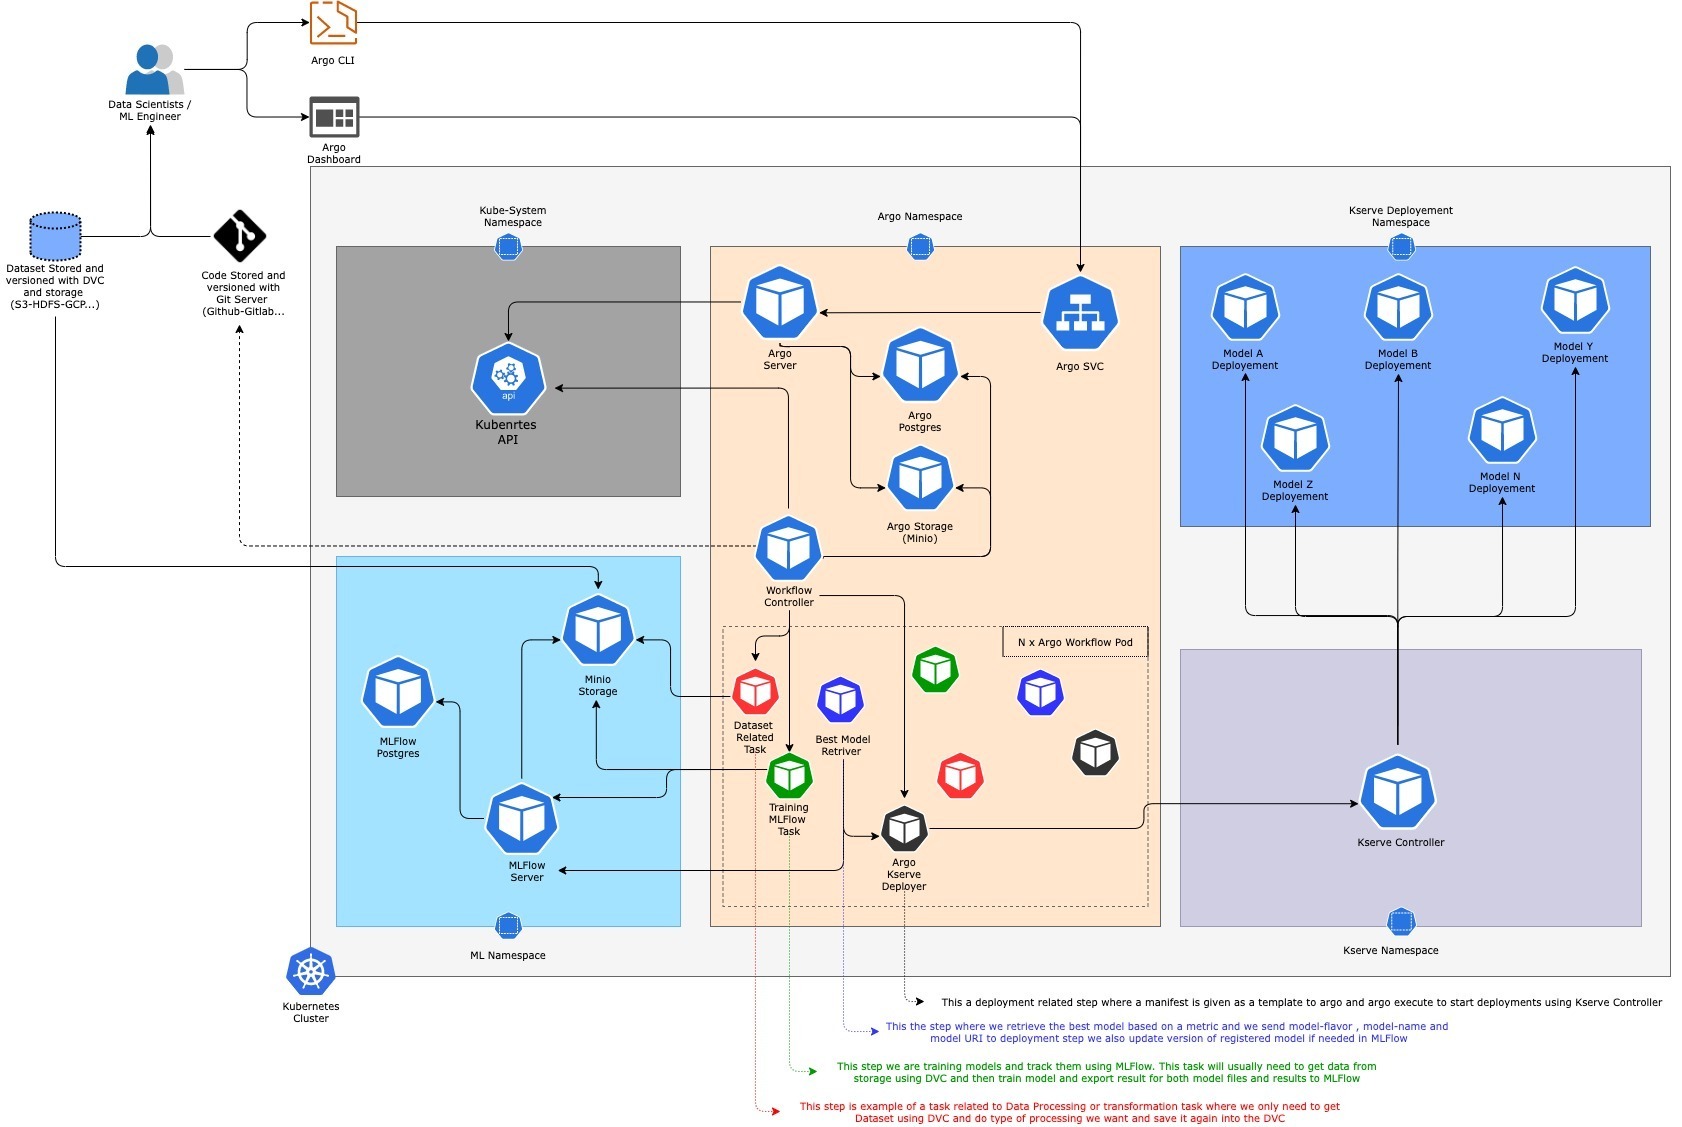 Argo CLI
Data Scientists /
ML Engineer
Argo
Dashboard
Dataset Stored and
versioned with DVC
and storage
(S3-HDFS-GCP...)
Code Stored and
versioned with
Git Server
(Github-Gitlab...
Kube-System
Namespace
Kubenrtes
API
api
Argo Namespace
Argo
Server
Argo SVC
Argo
Postgres
Argo Storage
(Minio)
Workflow
Controller
N x Argo Workflow Pod
Dataset
Related
Task
Best Model
Retriver
Training
MLFlow
Task
Argo
Kserve
Deployer
Kserve Deployement
Namespace
Model A
Deployement
Model B
Deployement
Model Y
Deployement
Model Z
Deployement
Model N
Deployement
Minio
Storage
MLFlow
Postgres
MLFlow
Server
ML Namespace
Kserve Controller
Kserve Namespace
Kubernetes
Cluster
This a deployment related step where a manifest is given as a template to argo and argo execute to start deployments using Kserve Controller
This the step where we retrieve the best model based on a metric and we send model-flavor , model-name and
model URI to deployment step we also update version of registered model if needed in MLFlow
This step we are training models and track them using MLFlow. This task will usually need to get data from
storage using DVC and then train model and export result for both model files and results to MLFlow
This step is example of a task related to Data Processing or transformation task where we only need to get
Dataset using DVC and do type of processing we want and save it again into the DVC